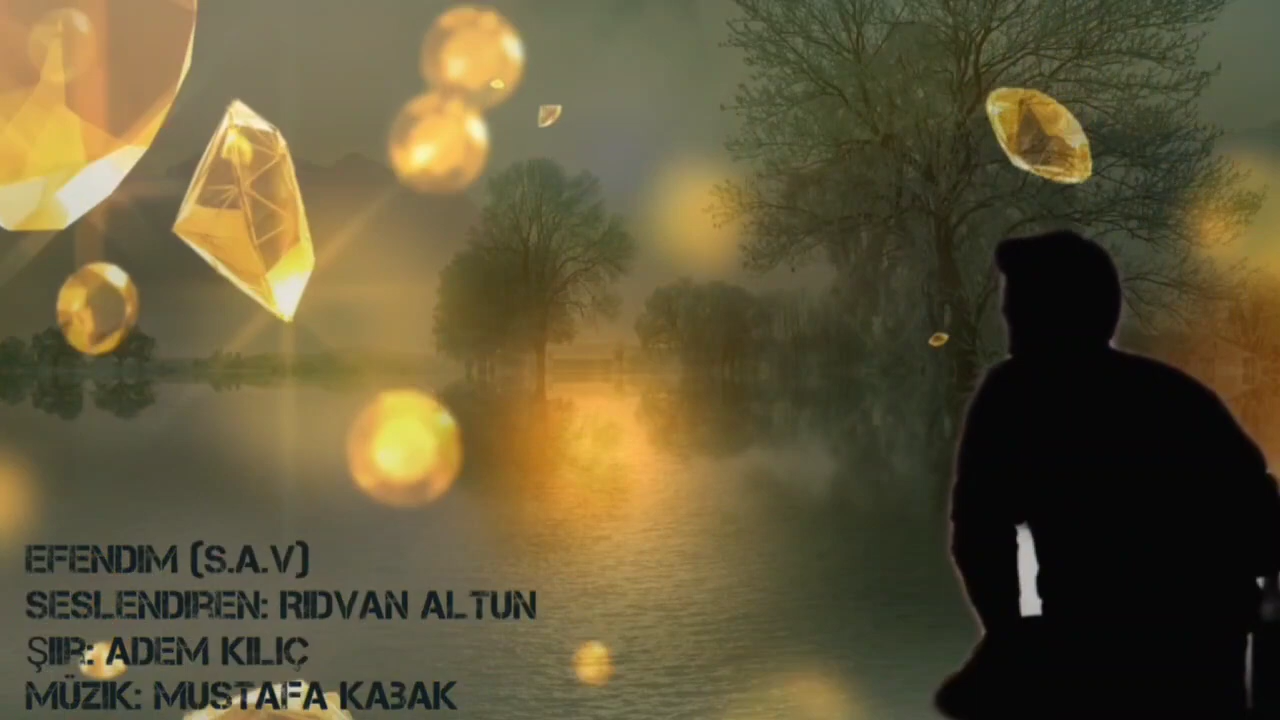 EFENDIM (S.A.V)
SESLENDIREN: RIDVAN ALTUN
ŞIIR: ADEM KILIÇ
MÜZIK: MUSTAFA KABAK